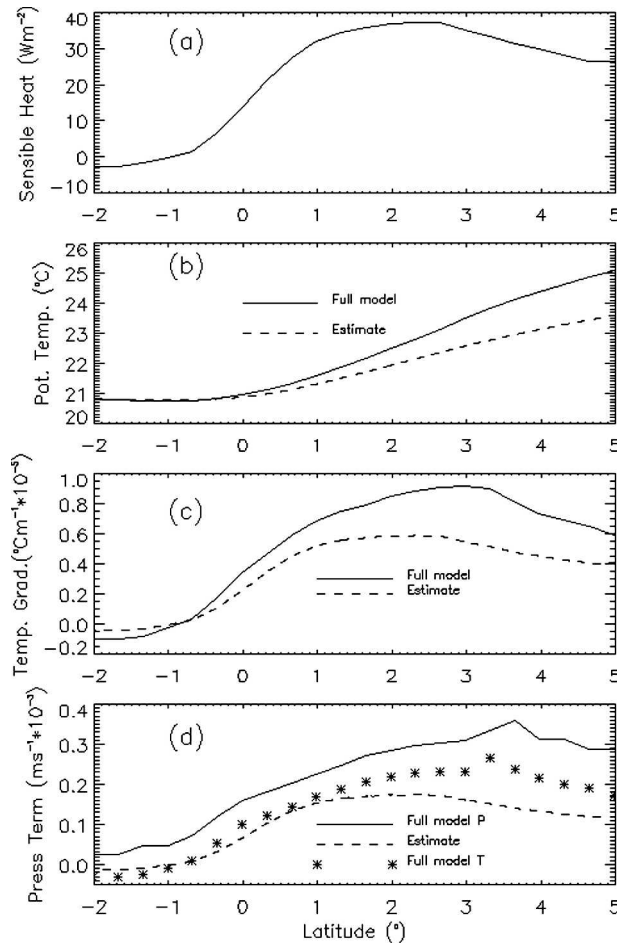 40
30
20
10
0
-10
Sensible Heat (Wm⁻²)
(a)
-2 -1 0 1 2 3 4 5
26
25
24
23
22
21
20
Pot. Temp. (°C)
(b)
Full model
Estimate
-2 -1 0 1 2 3 4 5
1.0
0.8
0.6
0.4
0.2
0.0
-0.2
Temp. Grad.(°Cm⁻¹*10⁻⁵)
(c)
Full model
Estimate
-2 -1 0 1 2 3 4 5
0.4
0.3
0.2
0.1
0.0
Press Term (ms⁻¹*10⁻³)
(d)
Full model P
Estimate
Full model T
-2 -1 0 1 2 3 4 5
Latitude (°)